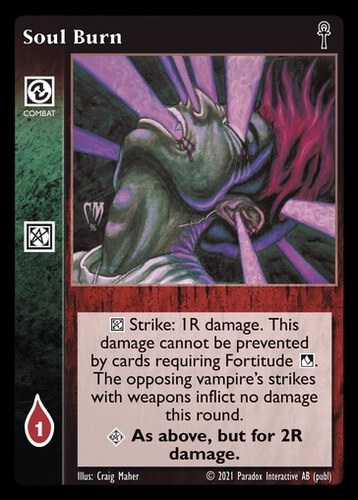 Soul Burn
COMBAT
CM
96
1
Strike: 1R damage. This
damage cannot be prevented
by cards requiring Fortitude .
The opposing vampire's strikes
with weapons inflict no damage
this round.
As above, but for 2R
damage.
Illus: Craig Maher
© 2021 Paradox Interactive AB (publ)